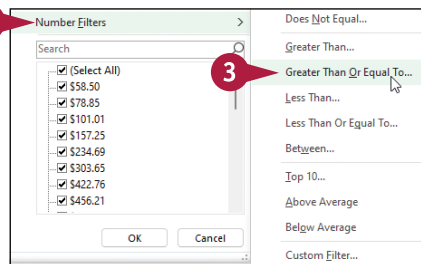 Number Filters >
Search
(Select All)
$58.50
$78.85
$101.01
$157.25
$234.69
$303.65
$422.76
$456.21
OK Cancel
Does Not Equal...
Greater Than...
3
Greater Than Or Equal To...
Less Than...
Less Than Or Equal To...
Between...
Top 10...
Above Average
Below Average
Custom Filter...